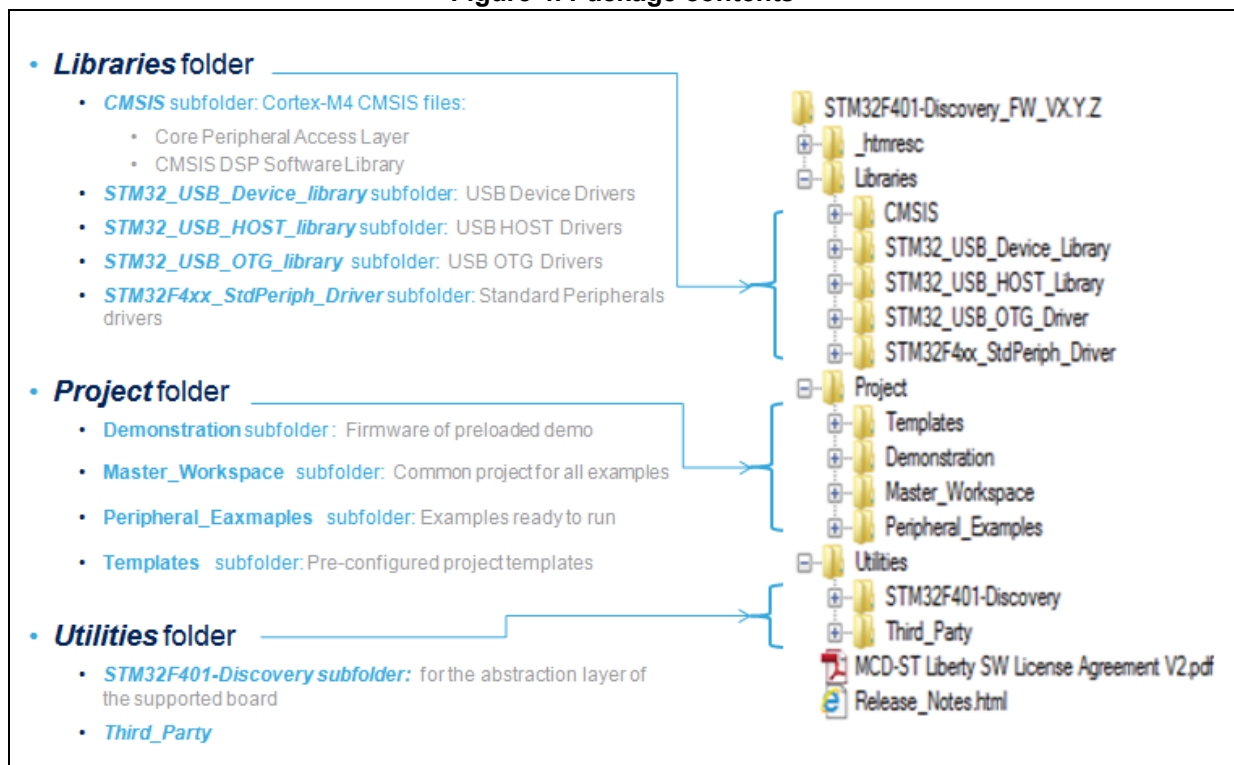 • Libraries folder
• CMSIS subfolder: Cortex-M4 CMSIS files:
• Core Peripheral Access Layer
• CMSIS DSP Software Library
• STM32_USB_Device_library subfolder: USB Device Drivers
• STM32_USB_HOST_library subfolder: USB HOST Drivers
• STM32_USB_OTG_library subfolder: USB OTG Drivers
• STM32F4xx_StdPeriph_Driver subfolder: Standard Peripherals
drivers
• Project folder
• Demonstration subfolder : Firmware of preloaded demo
• Master_Workspace subfolder: Common project for all examples
• Peripheral_Eaxmaples subfolder: Examples ready to run
• Templates subfolder: Pre-configured project templates
• Utilities folder
• STM32F401-Discovery subfolder: for the abstraction layer of
the supported board
• Third_Party
STM32F401-Discovery_FW_VX.Y.Z
_htmresc
Libraries
CMSIS
STM32_USB_Device_Library
STM32_USB_HOST_Library
STM32_USB_OTG_Driver
STM32F4xx_StdPeriph_Driver
Project
Templates
Demonstration
Master_Workspace
Peripheral_Examples
Utilities
STM32F401-Discovery
Third_Party
MCD-ST Liberty SW License Agreement V2.pdf
Release_Notes.html